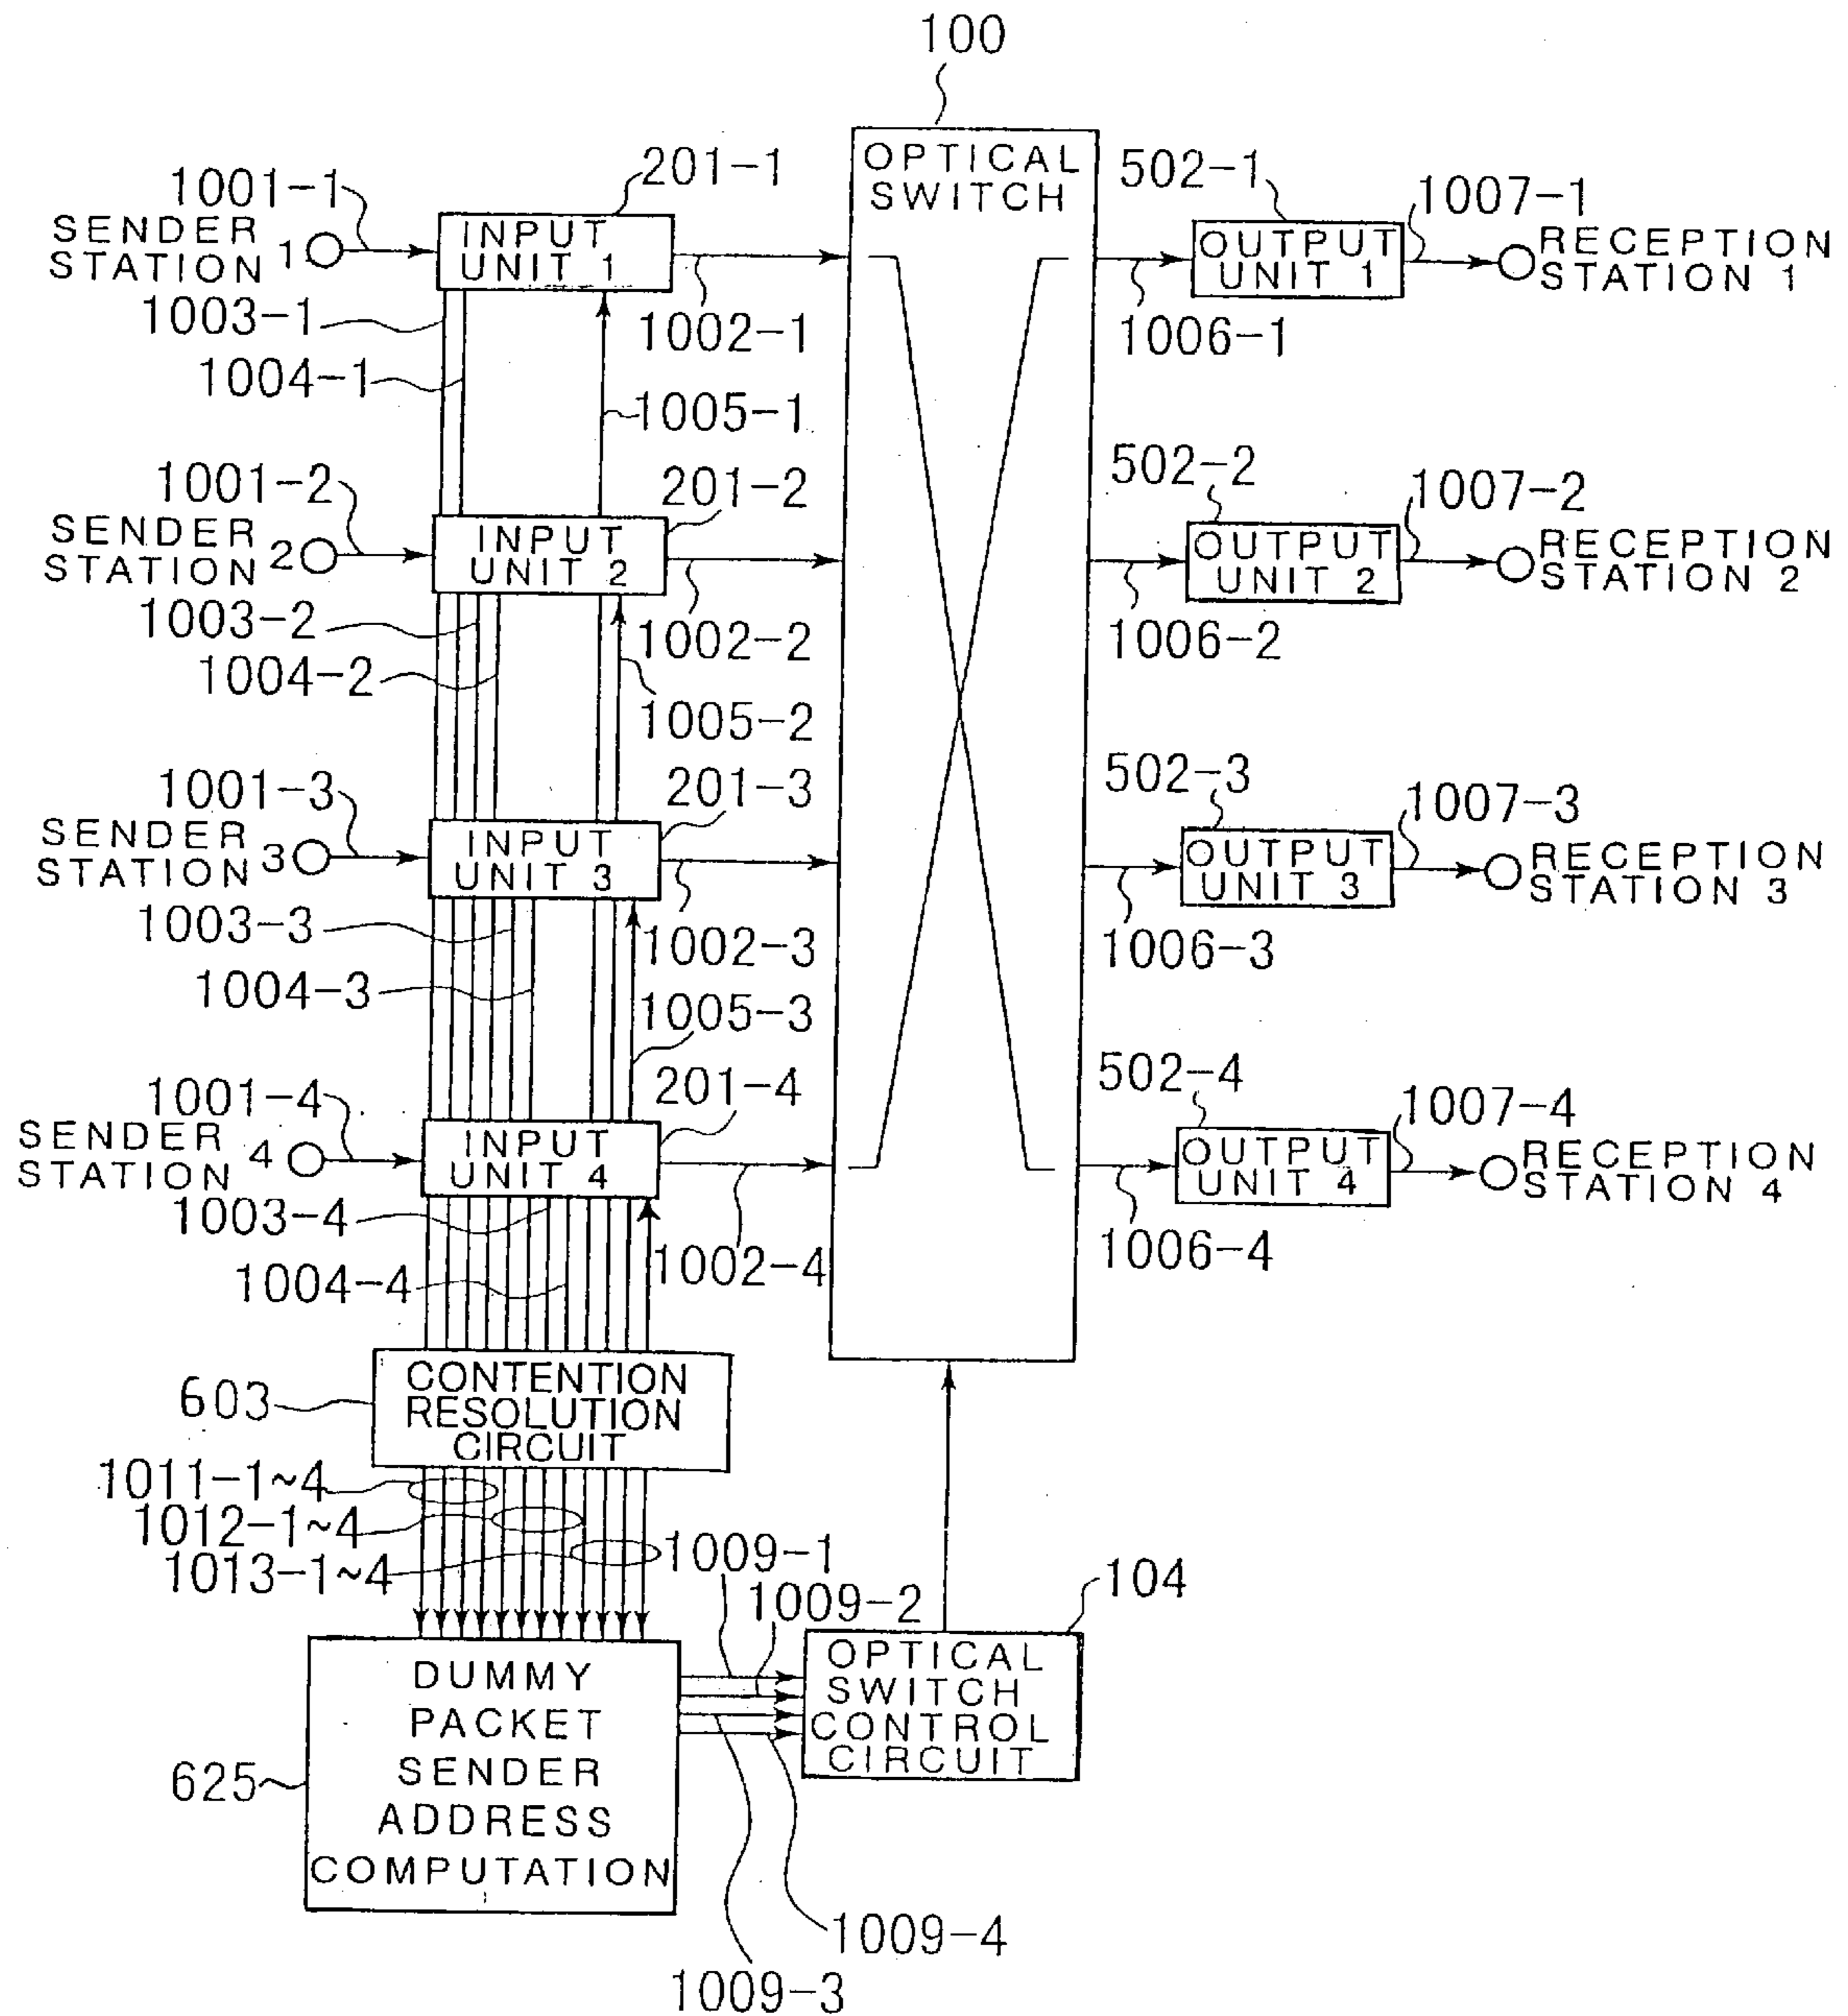 100
OPTICAL
SWITCH
1001-1
SENDER
STATION 1
201-1
INPUT
UNIT 1
1002-1
1003-1
1004-1
1005-1
502-1
OUTPUT
UNIT 1
1006-1
1007-1
RECEPTION
STATION 1
1001-2
SENDER
STATION 2
201-2
INPUT
UNIT 2
1002-2
1003-2
1004-2
1005-2
502-2
OUTPUT
UNIT 2
1006-2
1007-2
RECEPTION
STATION 2
1001-3
SENDER
STATION 3
201-3
INPUT
UNIT 3
1002-3
1003-3
1004-3
1005-3
502-3
OUTPUT
UNIT 3
1006-3
1007-3
RECEPTION
STATION 3
1001-4
SENDER
STATION 4
201-4
INPUT
UNIT 4
1002-4
1003-4
1004-4
502-4
OUTPUT
UNIT 4
1006-4
1007-4
RECEPTION
STATION 4
603
CONTENTION
RESOLUTION
CIRCUIT
1011-1~4
1012-1~4
1013-1~4
1009-1
1009-2
104
OPTICAL
SWITCH
CONTROL
CIRCUIT
625
DUMMY
PACKET
SENDER
ADDRESS
COMPUTATION
1009-4
1009-3